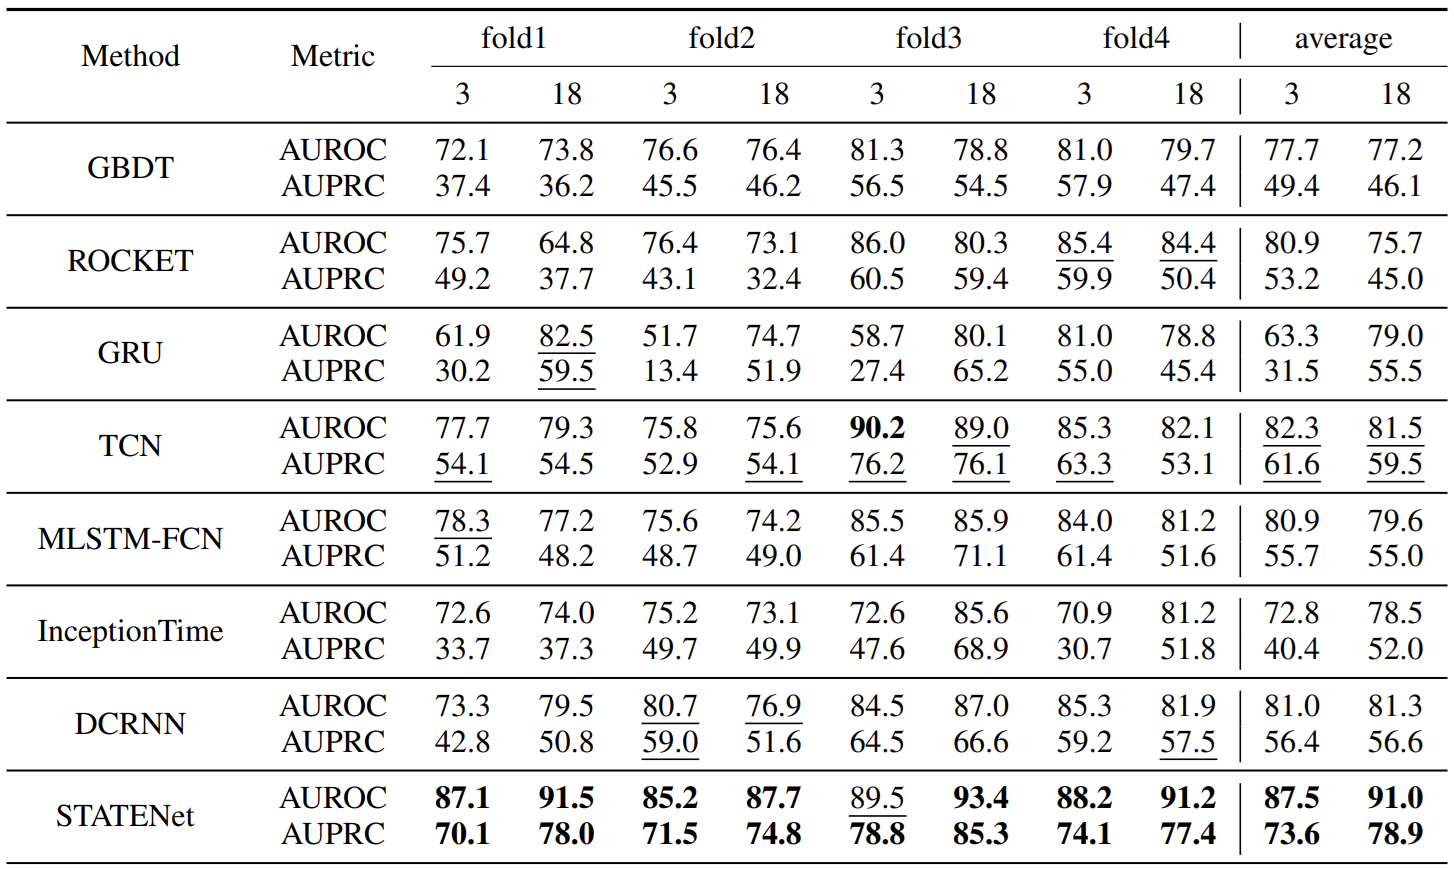 Method Metric fold1 fold2 fold3 fold4 average
3 18 3 18 3 18 3 18 3 18
GBDT AUROC 72.1 73.8 76.6 76.4 81.3 78.8 81.0 79.7 77.7 77.2
AUPRC 37.4 36.2 45.5 46.2 56.5 54.5 57.9 47.4 49.4 46.1
ROCKET AUROC 75.7 64.8 76.4 73.1 86.0 80.3 85.4 84.4 80.9 75.7
AUPRC 49.2 37.7 43.1 32.4 60.5 59.4 59.9 50.4 53.2 45.0
GRU AUROC 61.9 82.5 51.7 74.7 58.7 80.1 81.0 78.8 63.3 79.0
AUPRC 30.2 59.5 13.4 51.9 27.4 65.2 55.0 45.4 31.5 55.5
TCN AUROC 77.7 79.3 75.8 75.6 90.2 89.0 85.3 82.1 82.3 81.5
AUPRC 54.1 54.5 52.9 54.1 76.2 76.1 63.3 53.1 61.6 59.5
MLSTM-FCN AUROC 78.3 77.2 75.6 74.2 85.5 85.9 84.0 81.2 80.9 79.6
AUPRC 51.2 48.2 48.7 49.0 61.4 71.1 61.4 51.6 55.7 55.0
InceptionTime AUROC 72.6 74.0 75.2 73.1 72.6 85.6 70.9 81.2 72.8 78.5
AUPRC 33.7 37.3 49.7 49.9 47.6 68.9 30.7 51.8 40.4 52.0
DCRNN AUROC 73.3 79.5 80.7 76.9 84.5 87.0 85.3 81.9 81.0 81.3
AUPRC 42.8 50.8 59.0 51.6 64.5 66.6 59.2 57.5 56.4 56.6
STATENet AUROC 87.1 91.5 85.2 87.7 89.5 93.4 88.2 91.2 87.5 91.0
AUPRC 70.1 78.0 71.5 74.8 78.8 85.3 74.1 77.4 73.6 78.9